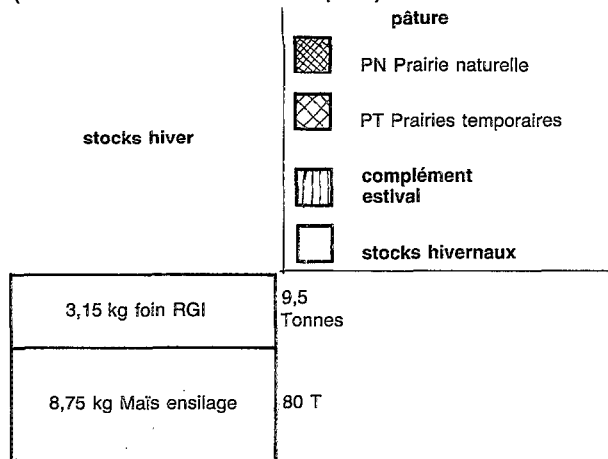 pâture
PN Prairie naturelle
PT Prairies temporaires
stocks hiver
complément
estival
stocks hivernaux
3,15 kg foin RGI
9,5
Tonnes
8,75 kg Maïs ensilage
80 T